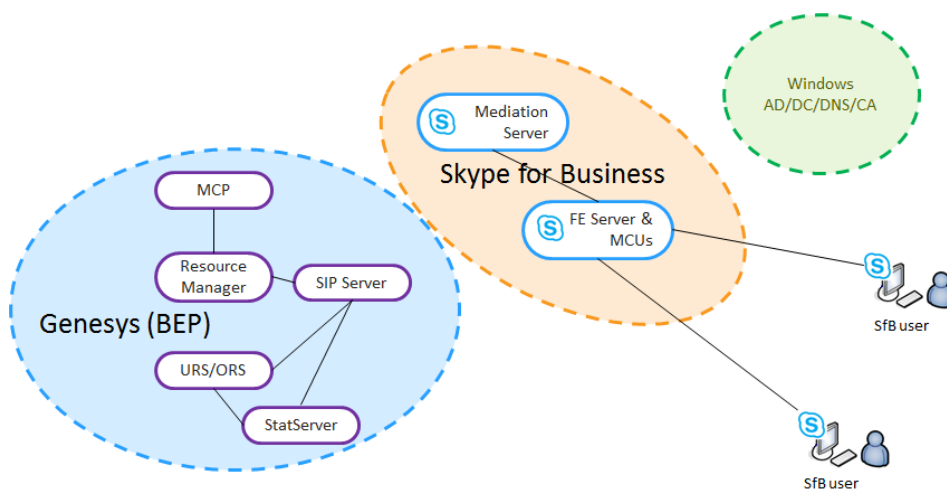 Windows
AD/DC/DNS/CA
S
Mediation
Server
Skype for Business
MCP
S
FE Server &
MCUs
Resource
Manager
SIP Server
S
SfB user
Genesys (BEP)
URS/ORS
StatServer
S
SfB user